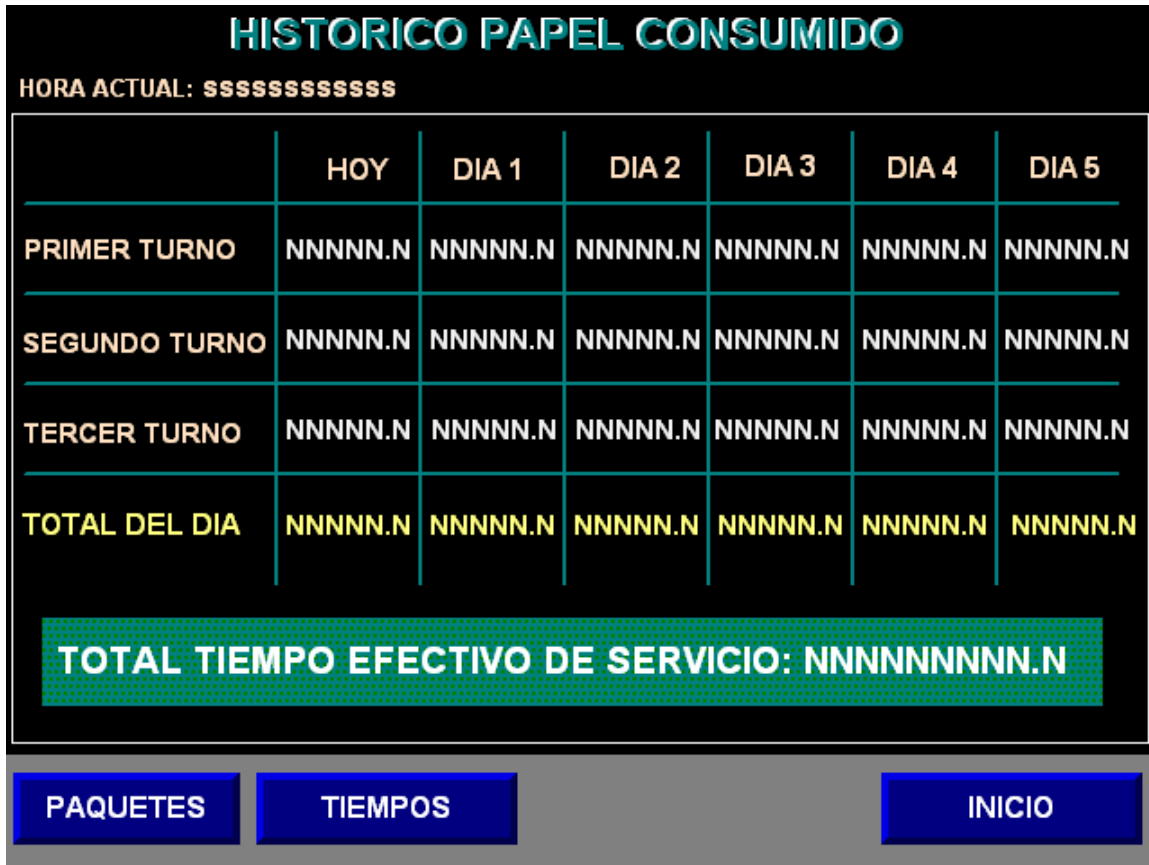 HISTORICO PAPEL CONSUMIDO
HORA ACTUAL: ssssssssssss
HOY DIA 1 DIA 2 DIA 3 DIA 4 DIA 5
PRIMER TURNO NNNNN.N NNNNN.N NNNNN.N NNNNN.N NNNNN.N NNNNN.N
SEGUNDO TURNO NNNNN.N NNNNN.N NNNNN.N NNNNN.N NNNNN.N NNNNN.N
TERCER TURNO NNNNN.N NNNNN.N NNNNN.N NNNNN.N NNNNN.N NNNNN.N
TOTAL DEL DIA NNNNN.N NNNNN.N NNNNN.N NNNNN.N NNNNN.N NNNNN.N
TOTAL TIEMPO EFECTIVO DE SERVICIO: NNNNNNNNN.N
PAQUETES TIEMPOS INICIO